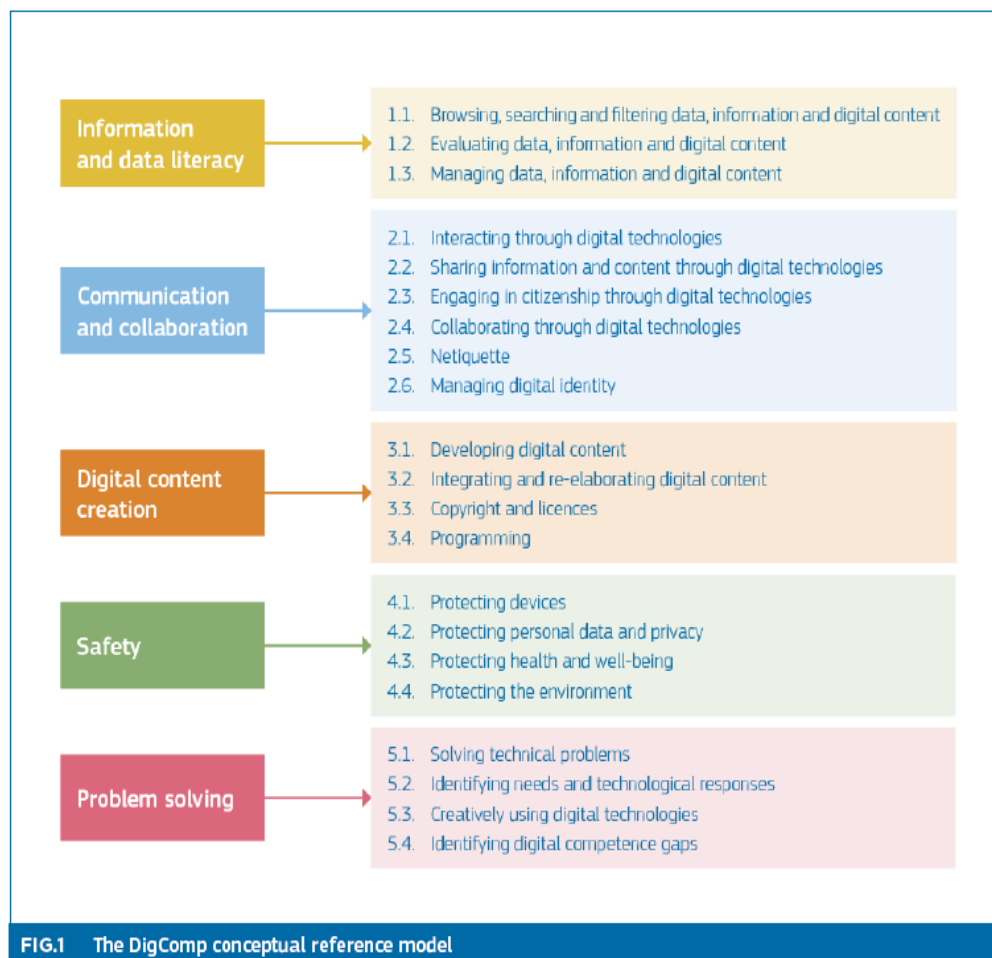 Information
and data literacy
1.1. Browsing, searching and filtering data, information and digital content
1.2. Evaluating data, information and digital content
1.3. Managing data, information and digital content
Communication
and collaboration
2.1. Interacting through digital technologies
2.2. Sharing information and content through digital technologies
2.3. Engaging in citizenship through digital technologies
2.4. Collaborating through digital technologies
2.5. Netiquette
2.6. Managing digital identity
Digital content
creation
3.1. Developing digital content
3.2. Integrating and re-elaborating digital content
3.3. Copyright and licences
3.4. Programming
Safety
4.1. Protecting devices
4.2. Protecting personal data and privacy
4.3. Protecting health and well-being
4.4. Protecting the environment
Problem solving
5.1. Solving technical problems
5.2. Identifying needs and technological responses
5.3. Creatively using digital technologies
5.4. Identifying digital competence gaps
FIG.1 The DigComp conceptual reference model